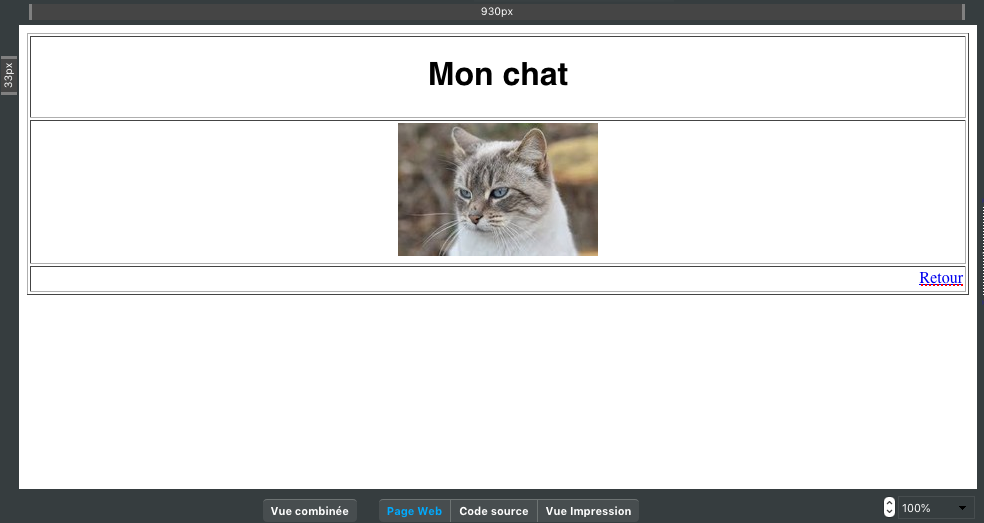 930px
33px
Mon chat
Retour
Vue combinée Page Web Code source Vue Impression 100%